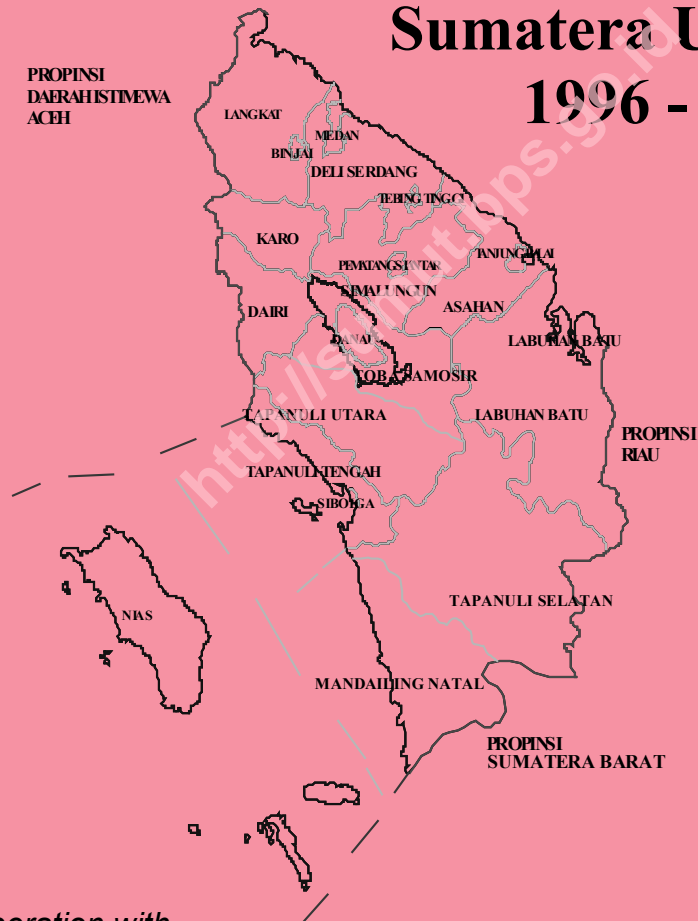 Sumatera U
1996 -
PROPINSI
DAERAH ISTIMEWA
ACEH
LANGKAT
MEDAN
BINJAI
DELI SERDANG
TEBING TINGGI
KARO
TANJUNG BALAI
PEMATANG SIANTAR
SIMALUNGUN
ASAHAN
DAIRI
DANAU
LABUHAN BATU
TOBA SAMOSIR
TAPANULI UTARA
LABUHAN BATU
PROPINSI
RIAU
TAPANULI TENGAH
SIBOLGA
TAPANULI SELATAN
NIAS
MANDAILING NATAL
PROPINSI
SUMATERA BARAT
http://sumut.bps.go.id